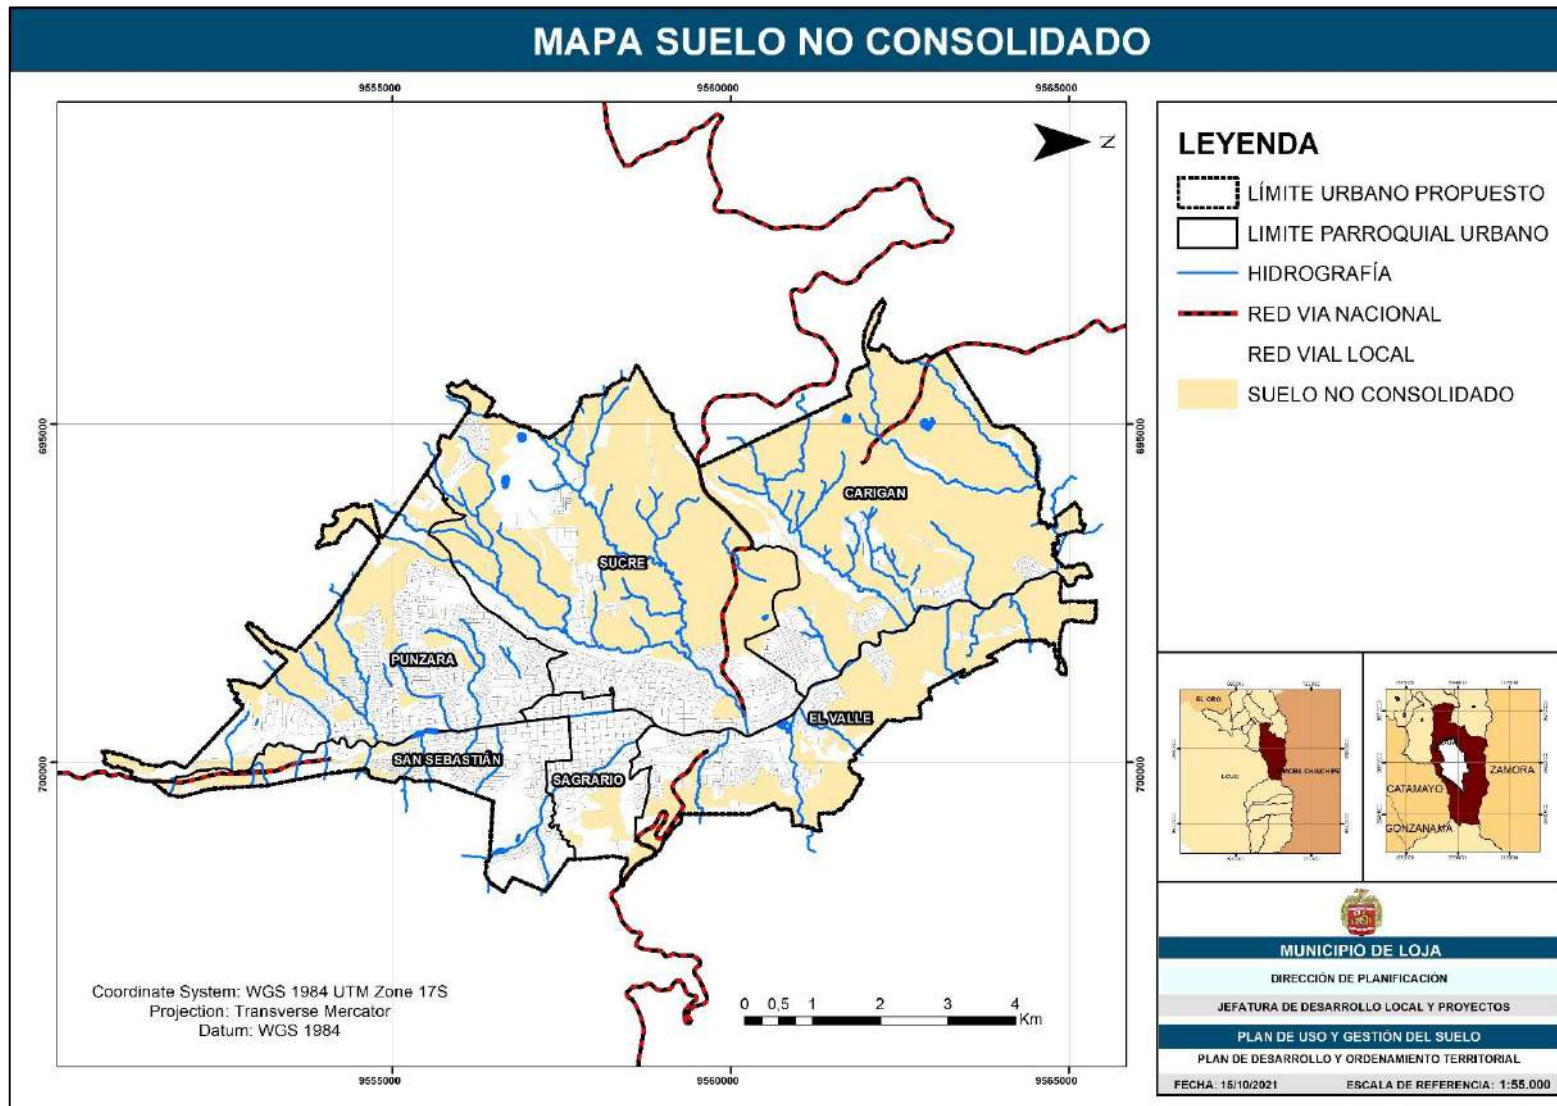 MAPA SUELO NO CONSOLIDADO
9555000
9560000
9565000
N
695000
695000
CARIGAN
SUCRE
PUNZARA
EL VALLE
SAN SEBASTIÁN
SAGRARIO
700000
700000
Coordinate System: WGS 1984 UTM Zone 17S
Projection: Transverse Mercator
Datum: WGS 1984
0 0,5 1 2 3 4
Km
9555000
9560000
9565000
LEYENDA
LÍMITE URBANO PROPUESTO
LIMITE PARROQUIAL URBANO
HIDROGRAFÍA
RED VIA NACIONAL
RED VIAL LOCAL
SUELO NO CONSOLIDADO
EL ORO
LOJA
ZAMORA
CATAMAYO
GONZANAMÁ
MUNICIPIO DE LOJA
DIRECCIÓN DE PLANIFICACIÓN
JEFATURA DE DESARROLLO LOCAL Y PROYECTOS
PLAN DE USO Y GESTIÓN DEL SUELO
PLAN DE DESARROLLO Y ORDENAMIENTO TERRITORIAL
FECHA: 15/10/2021 ESCALA DE REFERENCIA: 1:55.000